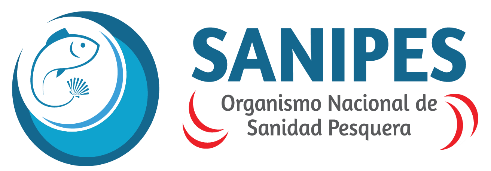 SANIPES
Organismo Nacional de
Sanidad Pesquera